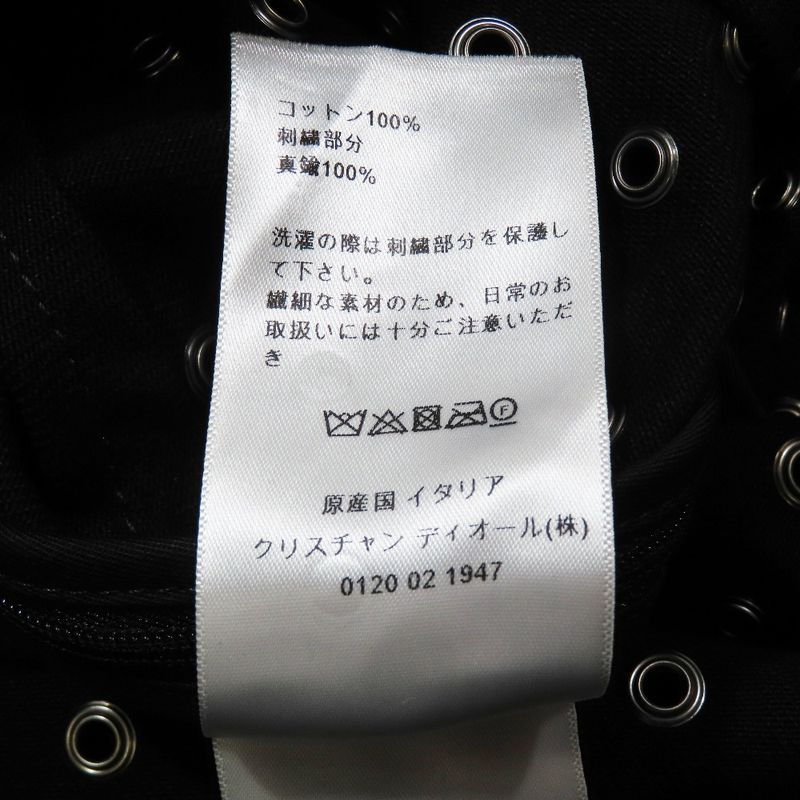 コットン100%
刺繍部分
真鍮100%
洗濯の際は刺繍部分を保護し
て下さい。
繊細な素材のため、日常のお
取扱いには十分ご注意いただ
き
F
原産国 イタリア
クリスチャン ディオール(株)
0120 02 1947